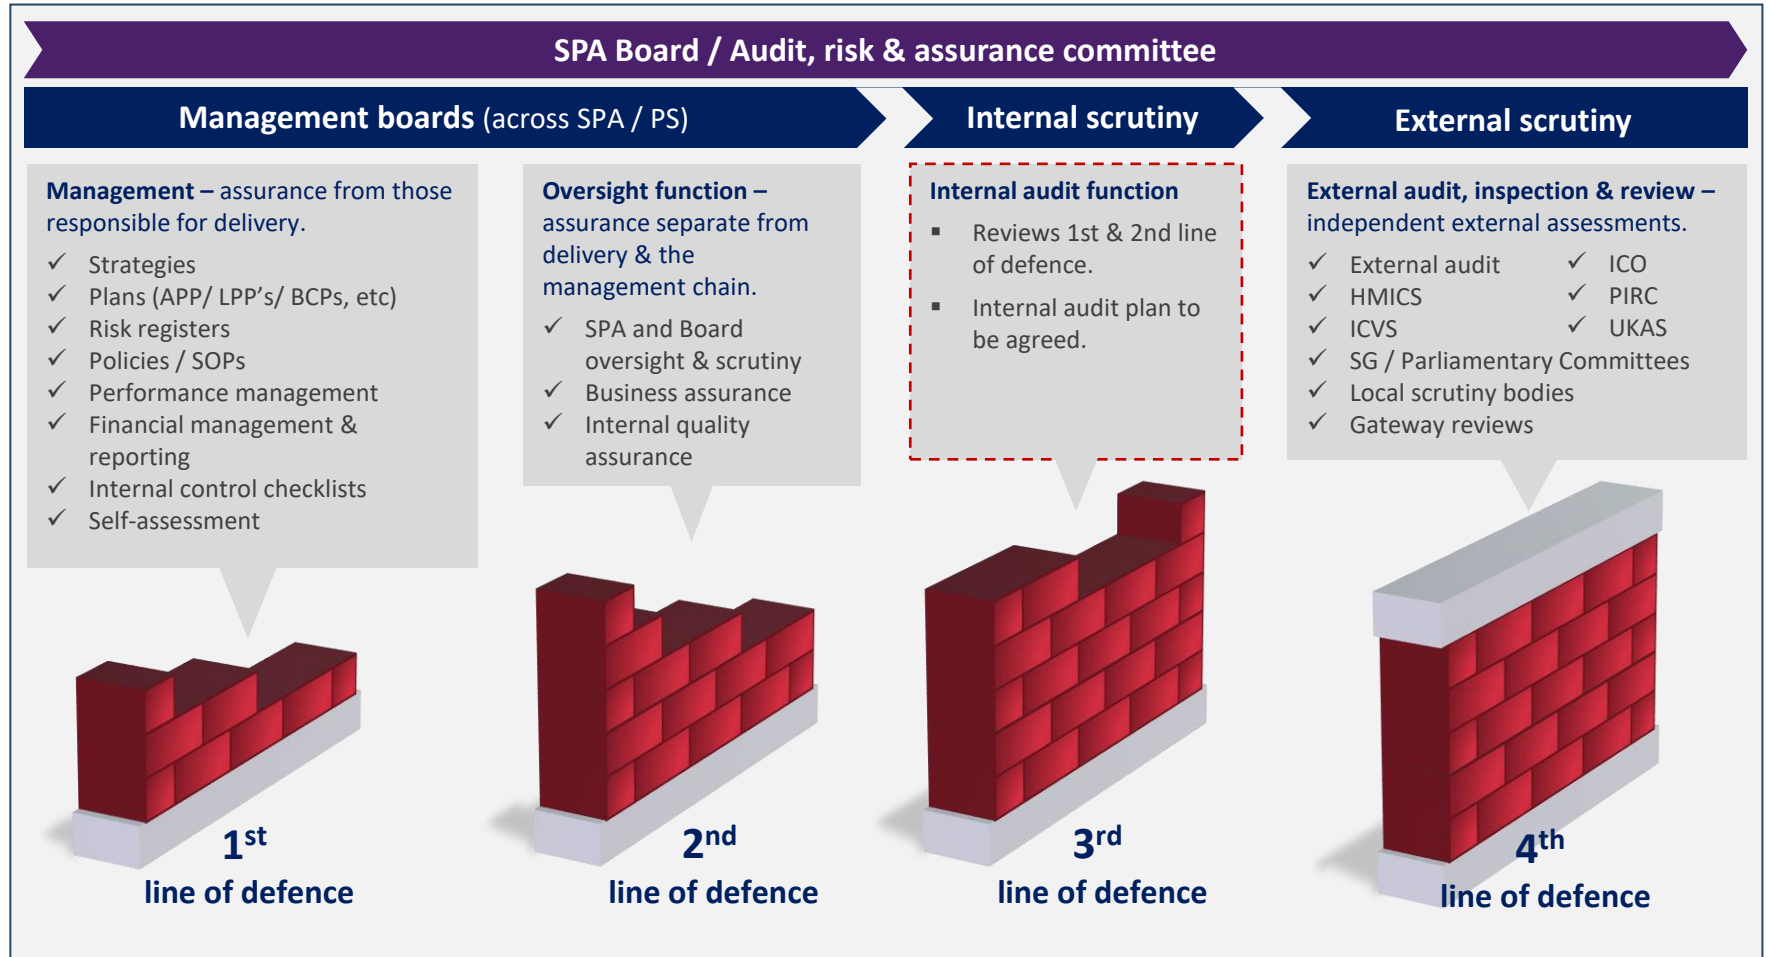 SPA Board / Audit, risk & assurance committee
Management boards (across SPA / PS)
Internal scrutiny
External scrutiny
Management – assurance from those
responsible for delivery.
✓ Strategies
✓ Plans (APP/ LPP's/ BCPs, etc)
✓ Risk registers
✓ Policies / SOPs
✓ Performance management
✓ Financial management &
reporting
✓ Internal control checklists
✓ Self-assessment
Oversight function –
assurance separate from
delivery & the
management chain.
✓ SPA and Board
oversight & scrutiny
✓ Business assurance
✓ Internal quality
assurance
Internal audit function
▪ Reviews 1st & 2nd line
of defence.
▪ Internal audit plan to
be agreed.
External audit, inspection & review –
independent external assessments.
✓ External audit
✓ HMICS
✓ ICVS
✓ SG / Parliamentary Committees
✓ Local scrutiny bodies
✓ Gateway reviews
✓ ICO
✓ PIRC
✓ UKAS
1st
line of defence
2nd
line of defence
3rd
line of defence
4th
line of defence